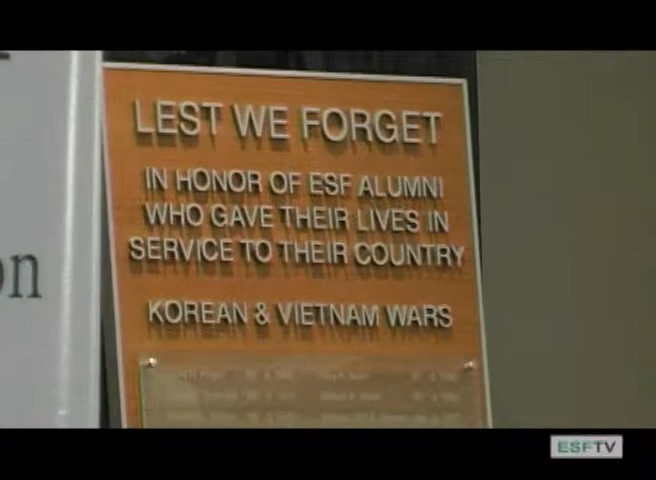 LEST WE FORGET
IN HONOR OF ESF ALUMNI
WHO GAVE THEIR LIVES IN
SERVICE TO THEIR COUNTRY
KOREAN & VIETNAM WARS
on
ESFTV